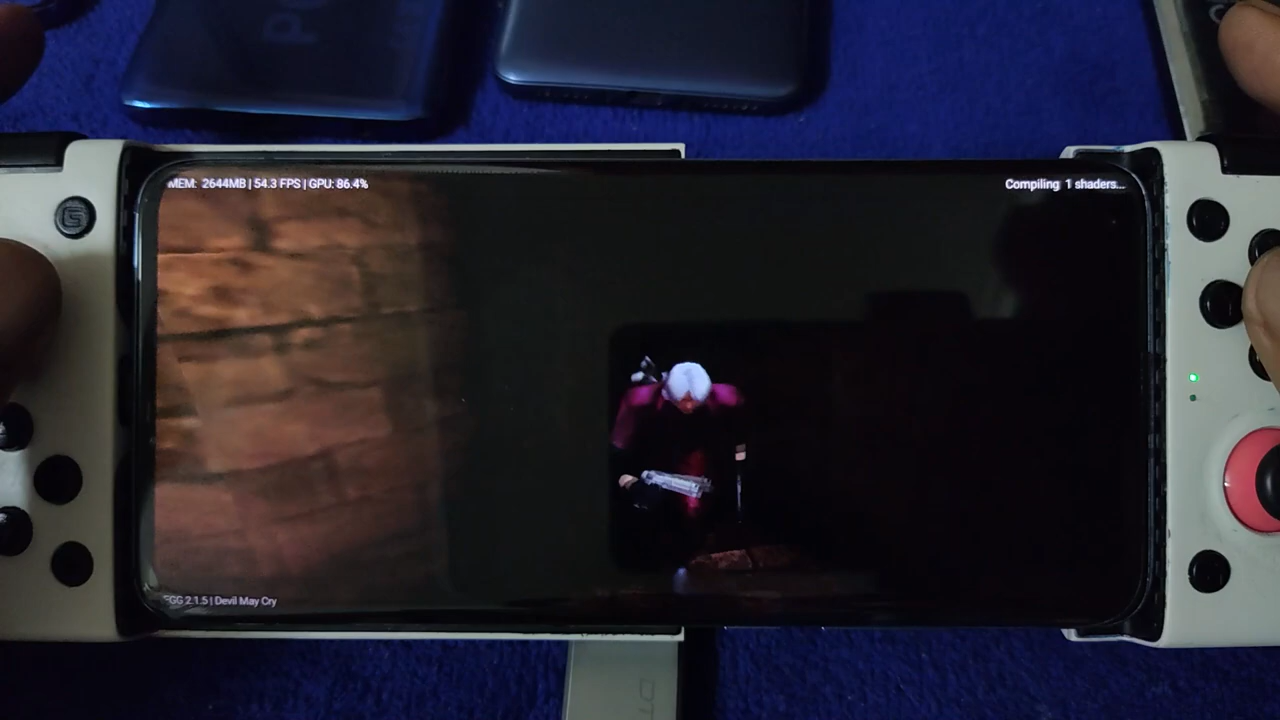 MEM: 2644MB | 54.3 FPS | GPU: 86.4%
Compiling 1 shaders...
EGG 2.1.5 | Devil May Cry